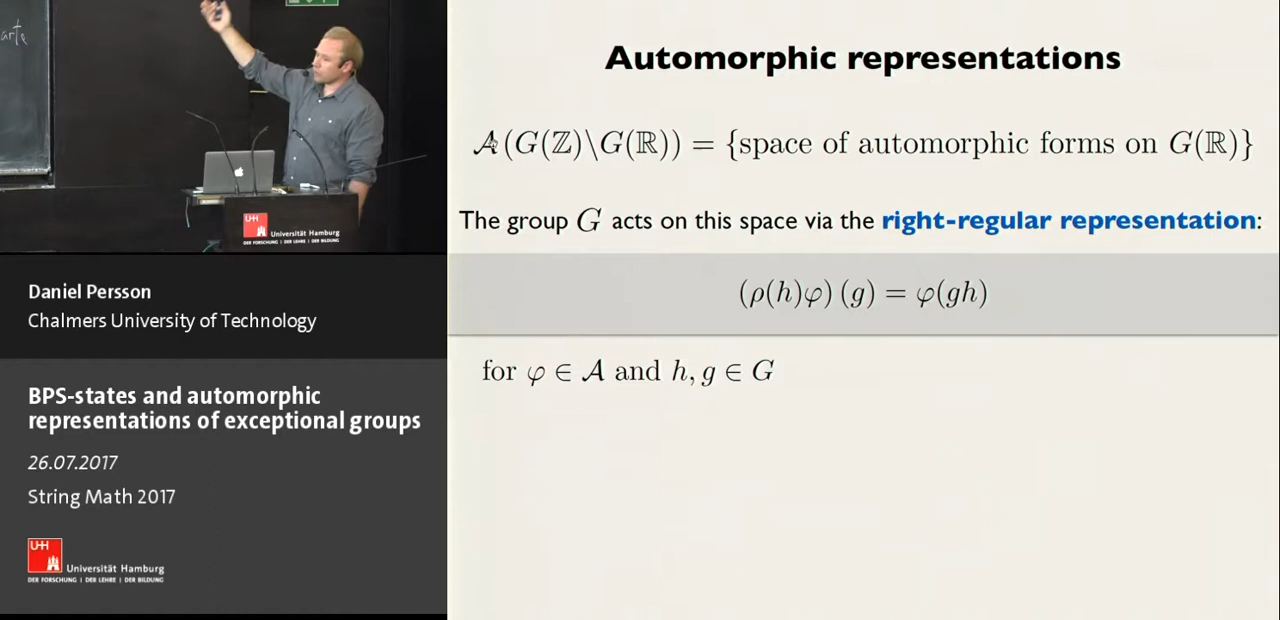 arte
UH
Universität Hamburg
DER FORSCHUNG | DER LEHRE | DER BILDUNG
Daniel Persson
Chalmers University of Technology
BPS-states and automorphic
representations of exceptional groups
26.07.2017
String Math 2017
UH
Universität Hamburg
DER FORSCHUNG | DER LEHRE | DER BILDUNG
Automorphic representations
𝒜(G(ℤ)\G(ℝ)) = {space of automorphic forms on G(ℝ)}
The group G acts on this space via the right-regular representation:
(ρ(h)φ) (g) = φ(gh)
for φ ∈ 𝒜 and h, g ∈ G